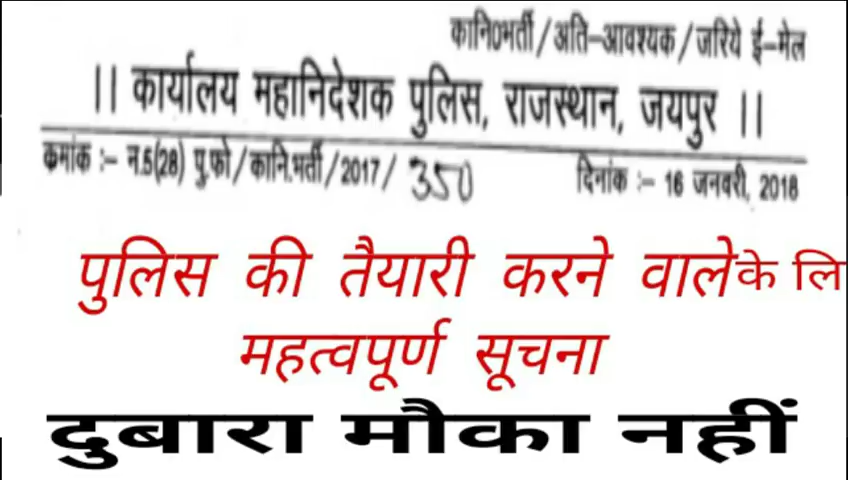 कानि0भर्ती/अति-आवश्यक/जरिये ई-मेल
|| कार्यालय महानिदेशक पुलिस, राजस्थान, जयपुर ||
क्रमांक :- न.5(28) पु.फो/कानि.भर्ती/2017/ 350 दिनांक :- 16 जनवरी, 2018
पुलिस की तैयारी करने वाले के लि
महत्वपूर्ण सूचना
दुबारा मौका नहीं